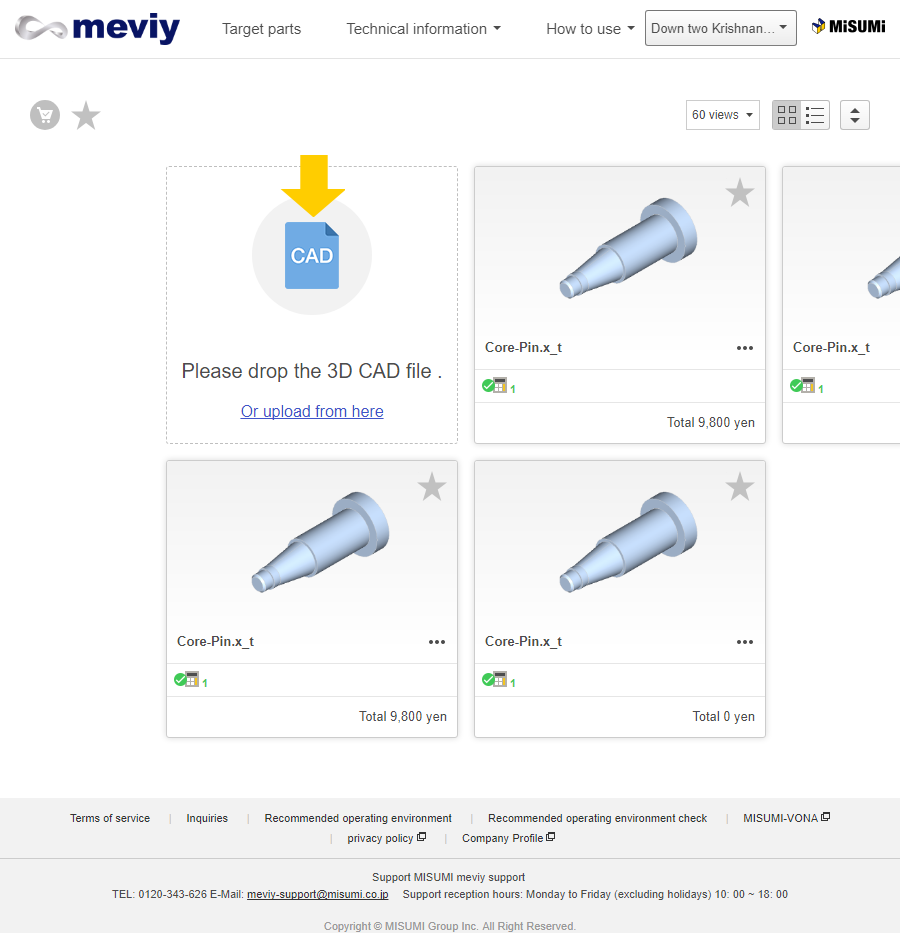 meviy Target parts Technical information How to use Down two Krishnan... MiSUMi
60 views
CAD
Please drop the 3D CAD file .
Or upload from here
Core-Pin.x_t
1
Total 9,800 yen
Core-Pin.x_t
1
Core-Pin.x_t
1
Total 9,800 yen
Core-Pin.x_t
1
Total 0 yen
Terms of service | Inquiries | Recommended operating environment | Recommended operating environment check | MISUMI-VONA
| privacy policy | Company Profile
Support MISUMI meviy support
TEL: 0120-343-626 E-Mail: meviy-support@misumi.co.jp Support reception hours: Monday to Friday (excluding holidays) 10: 00 ~ 18: 00
Copyright © MISUMI Group Inc. All Right Reserved.